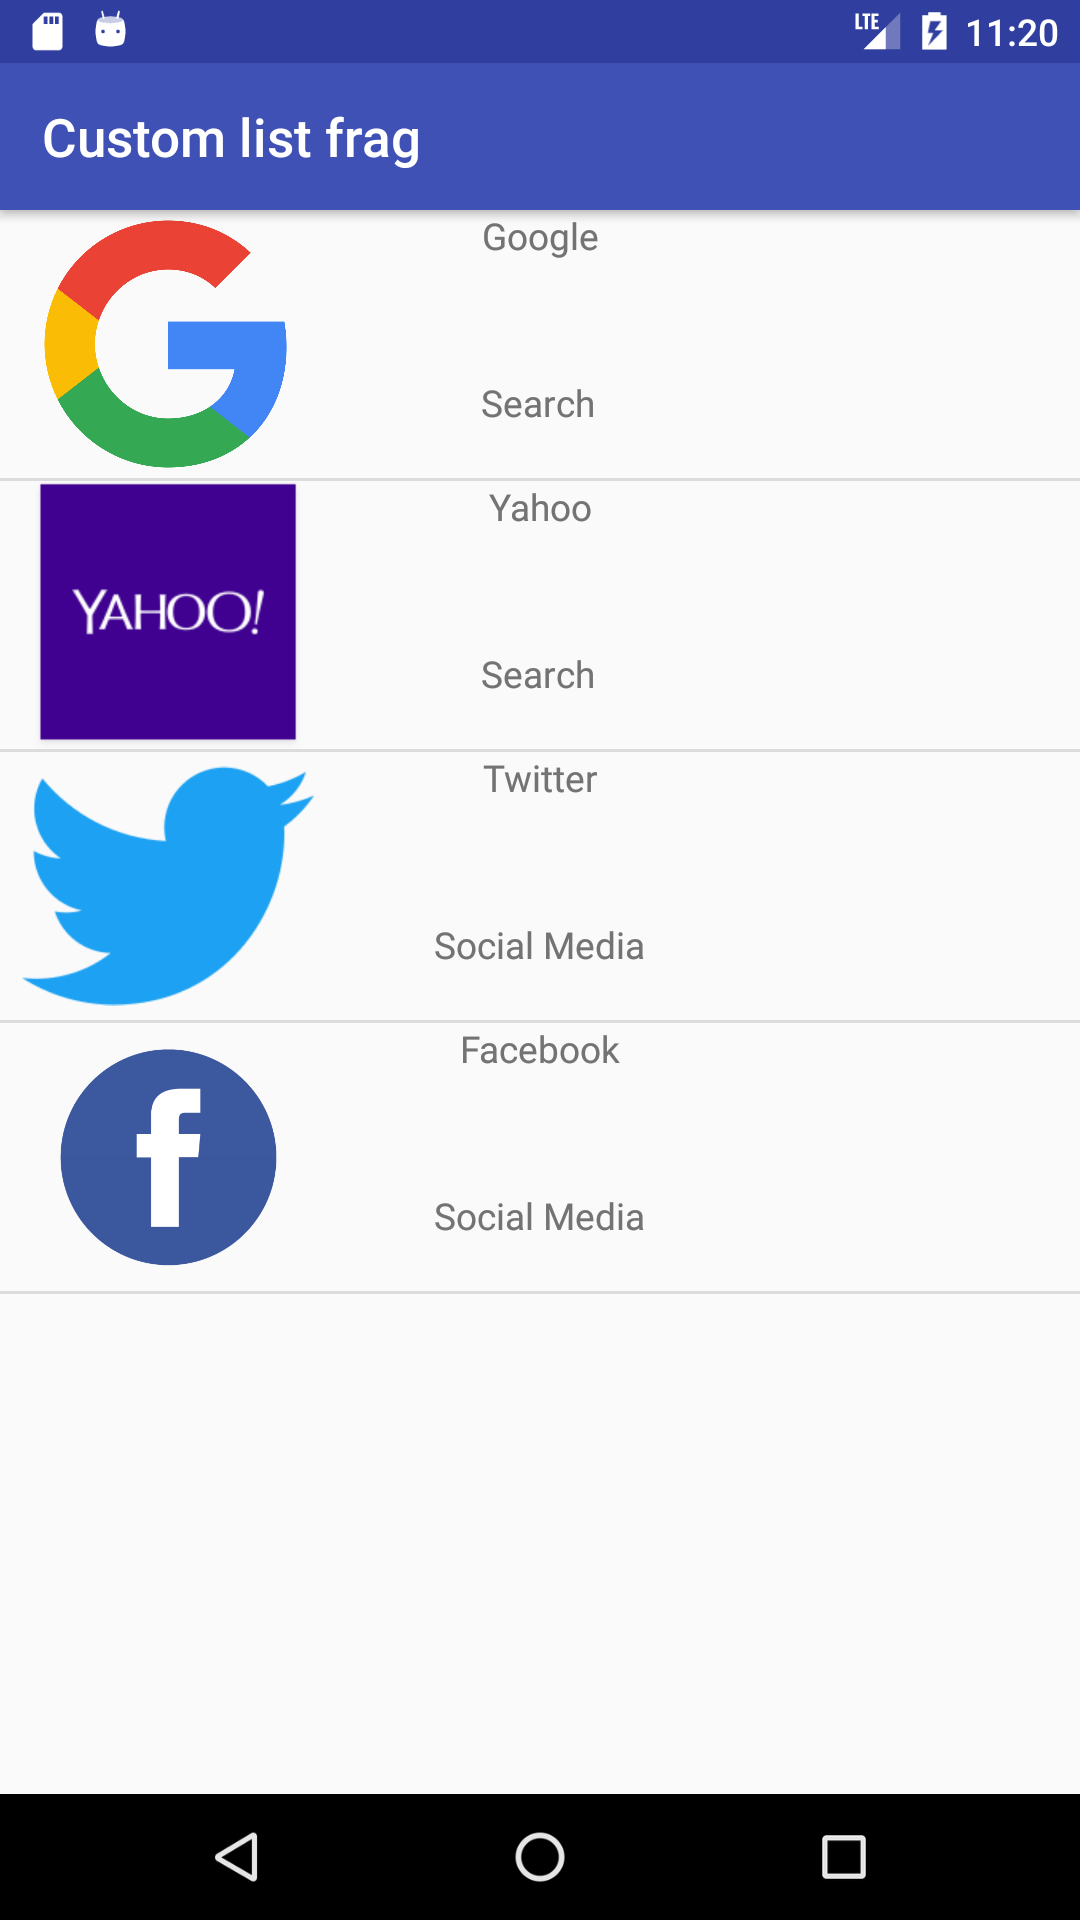 LTE 11:20
Custom list frag
Google
Search
Yahoo
YAHOO!
Search
Twitter
Social Media
Facebook
f
Social Media